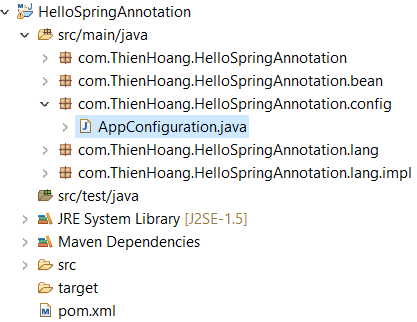 HelloSpringAnnotation
src/main/java
com.ThienHoang.HelloSpringAnnotation
com.ThienHoang.HelloSpringAnnotation.bean
com.ThienHoang.HelloSpringAnnotation.config
AppConfiguration.java
com.ThienHoang.HelloSpringAnnotation.lang
com.ThienHoang.HelloSpringAnnotation.lang.impl
src/test/java
JRE System Library [J2SE-1.5]
Maven Dependencies
src
target
pom.xml